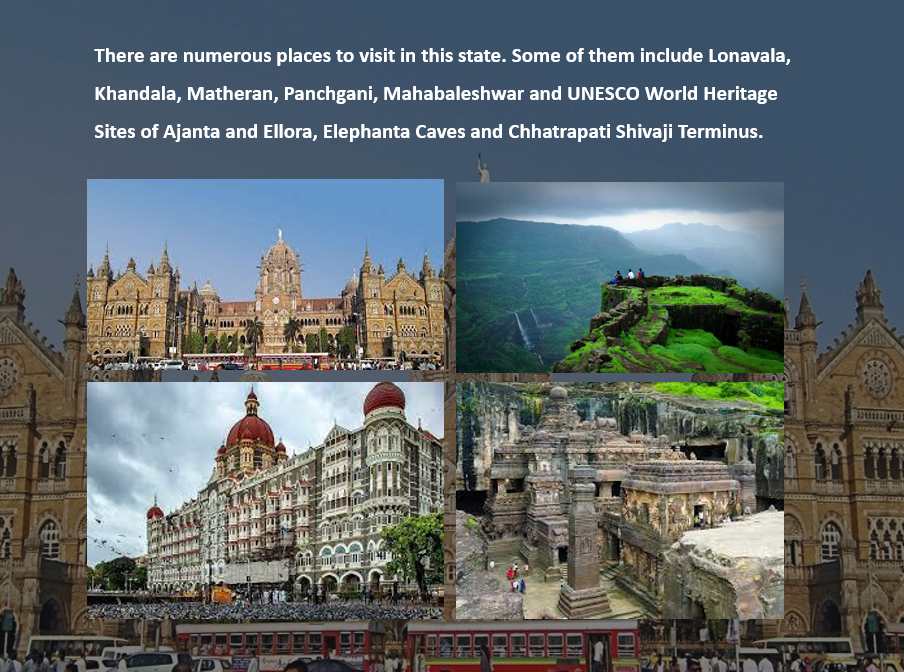 There are numerous places to visit in this state. Some of them include Lonavala,
Khandala, Matheran, Panchgani, Mahabaleshwar and UNESCO World Heritage
Sites of Ajanta and Ellora, Elephanta Caves and Chhatrapati Shivaji Terminus.